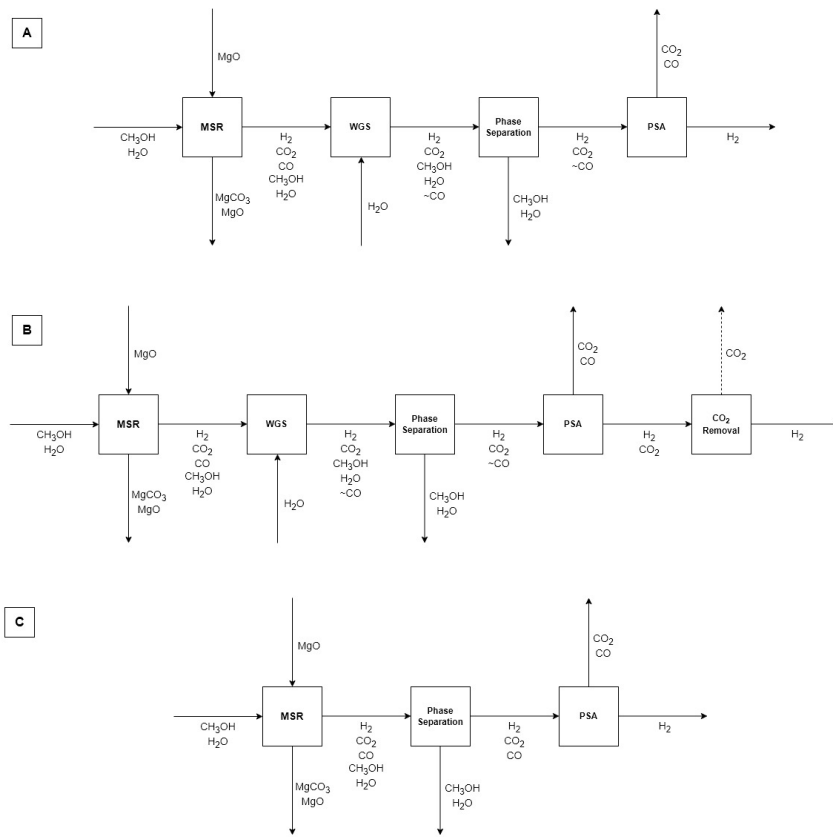 A
MgO
CO2
CO
MSR
WGS
Phase
Separation
PSA
CH3OH
H2O
H2
CO2
CO
CH3OH
H2O
H2
CO2
CH3OH
H2O
~CO
H2
CO2
~CO
H2
MgCO3
MgO
H2O
CH3OH
H2O
B
MgO
CO2
CO
CO2
MSR
WGS
Phase
Separation
PSA
CO2
Removal
CH3OH
H2O
H2
CO2
CO
CH3OH
H2O
H2
CO2
CH3OH
H2O
~CO
H2
CO2
~CO
H2
CO2
H2
MgCO3
MgO
H2O
CH3OH
H2O
C
MgO
CO2
CO
MSR
Phase
Separation
PSA
CH3OH
H2O
H2
CO2
CO
CH3OH
H2O
H2
CO2
CO
H2
MgCO3
MgO
CH3OH
H2O